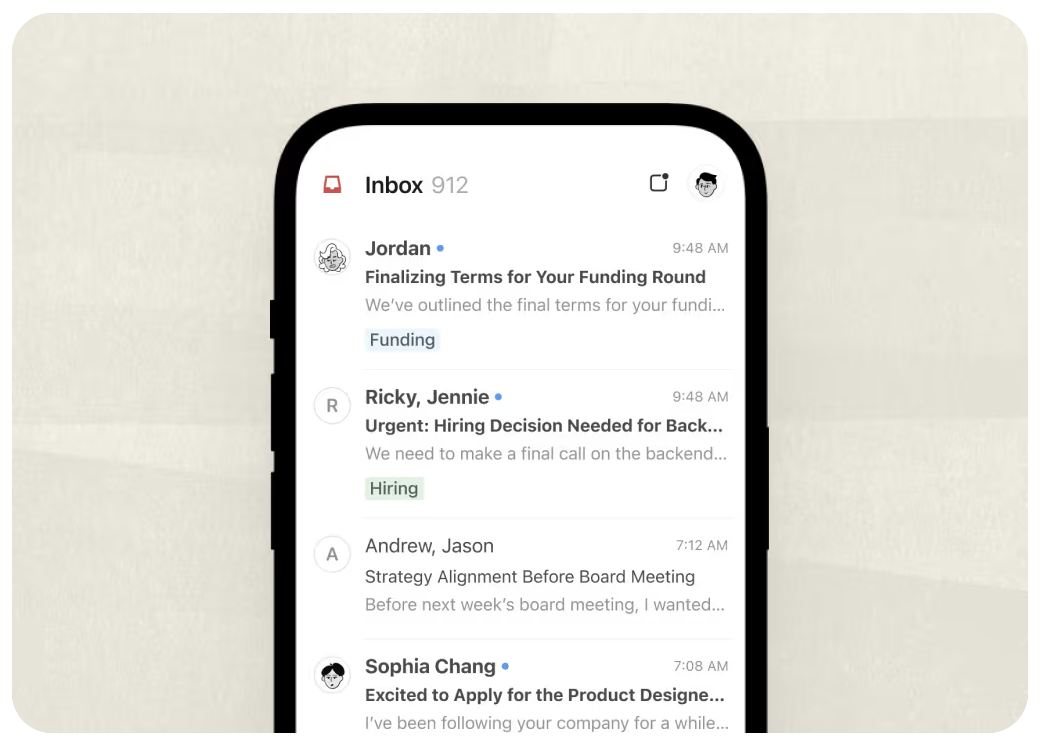 Inbox 912
Jordan
9:48 AM
Finalizing Terms for Your Funding Round
We’ve outlined the final terms for your fundi...
Funding
R
Ricky, Jennie
9:48 AM
Urgent: Hiring Decision Needed for Back...
We need to make a final call on the backend...
Hiring
A
Andrew, Jason
7:12 AM
Strategy Alignment Before Board Meeting
Before next week’s board meeting, I wanted...
Sophia Chang
7:08 AM
Excited to Apply for the Product Designe...
I’ve been following your company for a while...